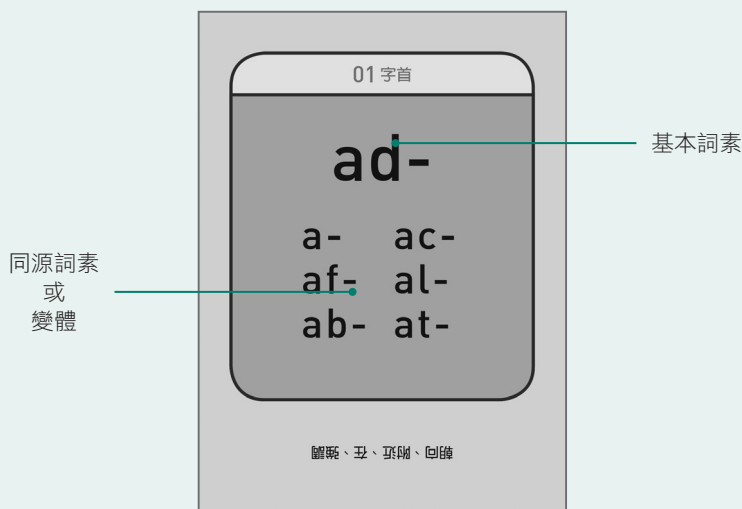 01 字首
ad-
基本詞素
a- ac-
af- al-
ab- at-
同源詞素
或
變體
朝向、附近、在、強調